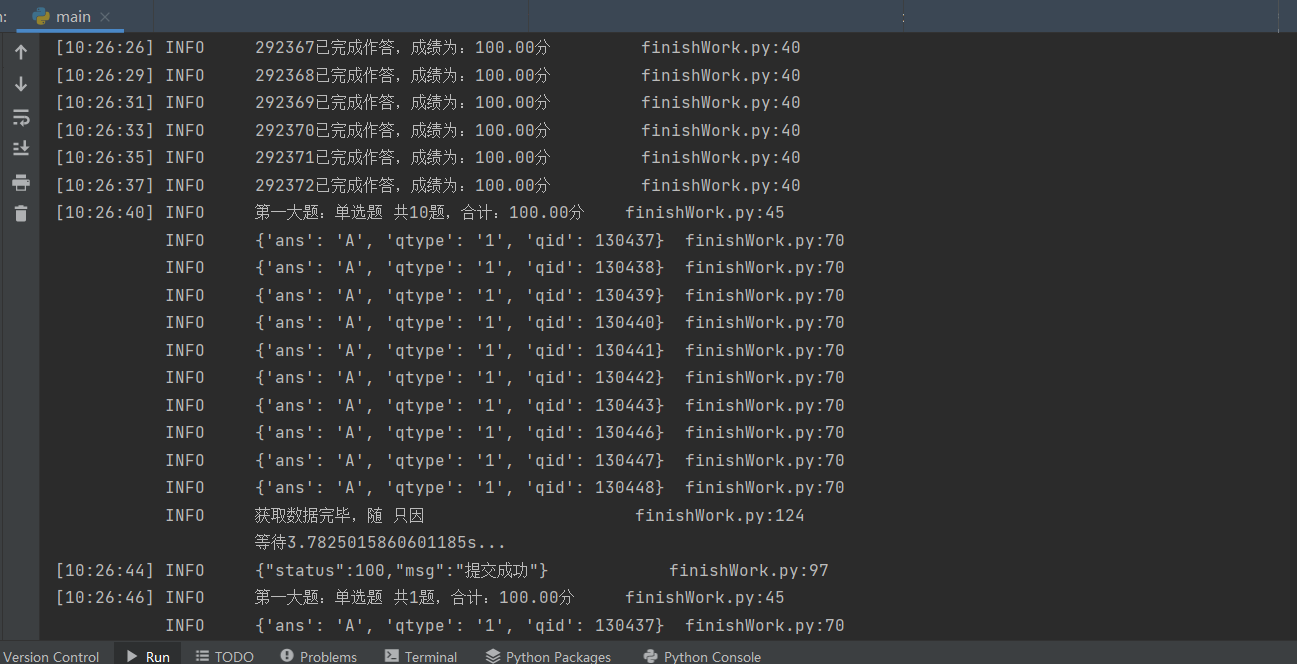 n: main ×
[10:26:26] INFO 292367已完成作答，成绩为：100.00分 finishWork.py:40
[10:26:29] INFO 292368已完成作答，成绩为：100.00分 finishWork.py:40
[10:26:31] INFO 292369已完成作答，成绩为：100.00分 finishWork.py:40
[10:26:33] INFO 292370已完成作答，成绩为：100.00分 finishWork.py:40
[10:26:35] INFO 292371已完成作答，成绩为：100.00分 finishWork.py:40
[10:26:37] INFO 292372已完成作答，成绩为：100.00分 finishWork.py:40
[10:26:40] INFO 第一大题：单选题 共10题，合计：100.00分 finishWork.py:45
INFO {'ans': 'A', 'qtype': '1', 'qid': 130437} finishWork.py:70
INFO {'ans': 'A', 'qtype': '1', 'qid': 130438} finishWork.py:70
INFO {'ans': 'A', 'qtype': '1', 'qid': 130439} finishWork.py:70
INFO {'ans': 'A', 'qtype': '1', 'qid': 130440} finishWork.py:70
INFO {'ans': 'A', 'qtype': '1', 'qid': 130441} finishWork.py:70
INFO {'ans': 'A', 'qtype': '1', 'qid': 130442} finishWork.py:70
INFO {'ans': 'A', 'qtype': '1', 'qid': 130443} finishWork.py:70
INFO {'ans': 'A', 'qtype': '1', 'qid': 130446} finishWork.py:70
INFO {'ans': 'A', 'qtype': '1', 'qid': 130447} finishWork.py:70
INFO {'ans': 'A', 'qtype': '1', 'qid': 130448} finishWork.py:70
INFO 获取数据完毕，随 只因 finishWork.py:124
等待3.7825015860601185s...
[10:26:44] INFO {"status":100,"msg":"提交成功"} finishWork.py:97
[10:26:46] INFO 第一大题：单选题 共1题，合计：100.00分 finishWork.py:45
INFO {'ans': 'A', 'qtype': '1', 'qid': 130437} finishWork.py:70
Version Control Run TODO Problems Terminal Python Packages Python Console